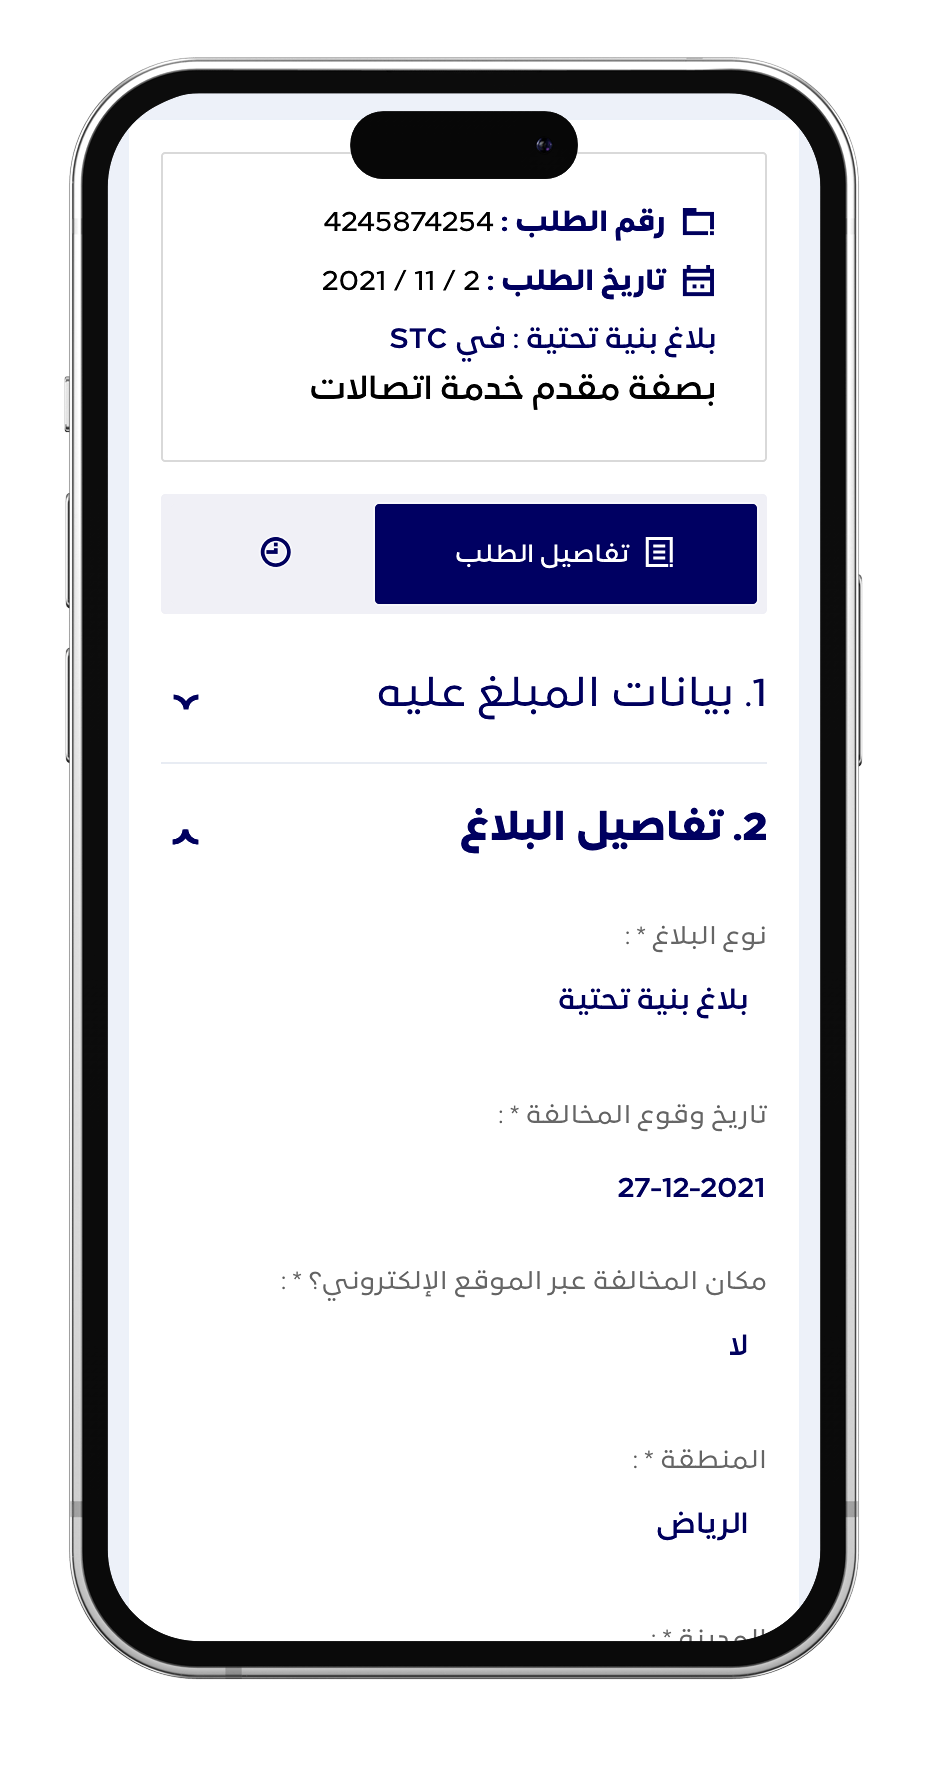 رقم الطلب : 4245874254
تاريخ الطلب : 2 / 11 / 2021
بلاغ بنية تحتية : في STC
بصفة مقدم خدمة اتصالات
تفاصيل الطلب
1. بيانات المبلغ عليه
2. تفاصيل البلاغ
نوع البلاغ * :
بلاغ بنية تحتية
تاريخ وقوع المخالفة * :
27-12-2021
مكان المخالفة عبر الموقع الإلكتروني؟ * :
لا
المنطقة * :
الرياض
المدينة * :